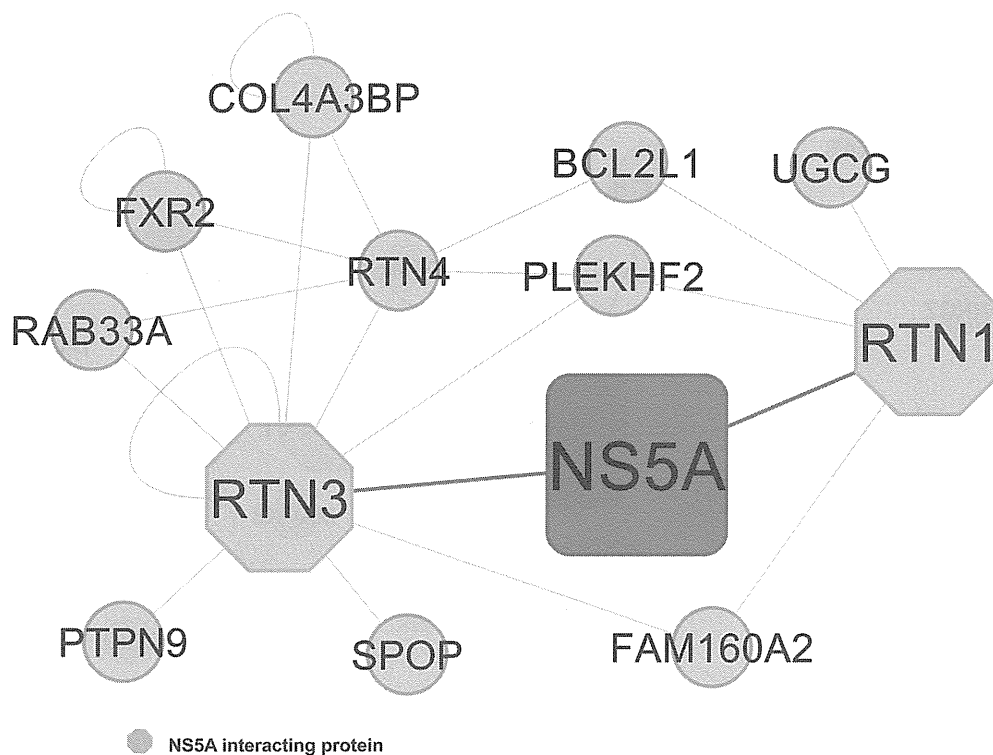 COL4A3BP
BCL2L1
UGCG
FXR2
RTN4
PLEKHF2
RAB33A
RTN1
NS5A
RTN3
PTPN9
SPOP
FAM160A2
NS5A interacting protein